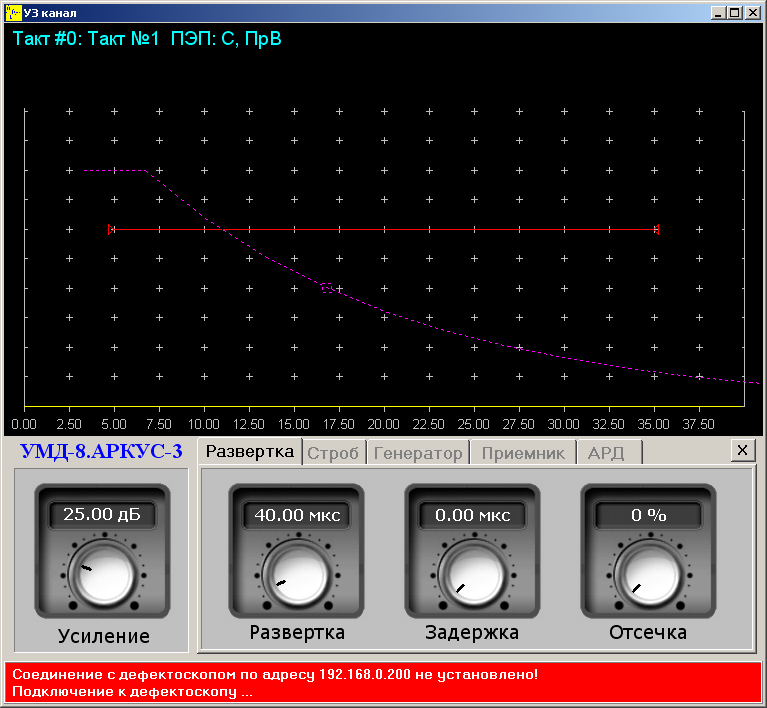 УЗ канал
Такт #0: Такт №1 ПЭП: С, ПрВ
0.00 2.50 5.00 7.50 10.00 12.50 15.00 17.50 20.00 22.50 25.00 27.50 30.00 32.50 35.00 37.50
УМД-8.АРКУС-3
Развертка Строб Генератор Приемник АРД X
25.00 дБ 40.00 мкс 0.00 мкс 0 %
Усиление Развертка Задержка Отсечка
Соединение с дефектоскопом по адресу 192.168.0.200 не установлено!
Подключение к дефектоскопу ...